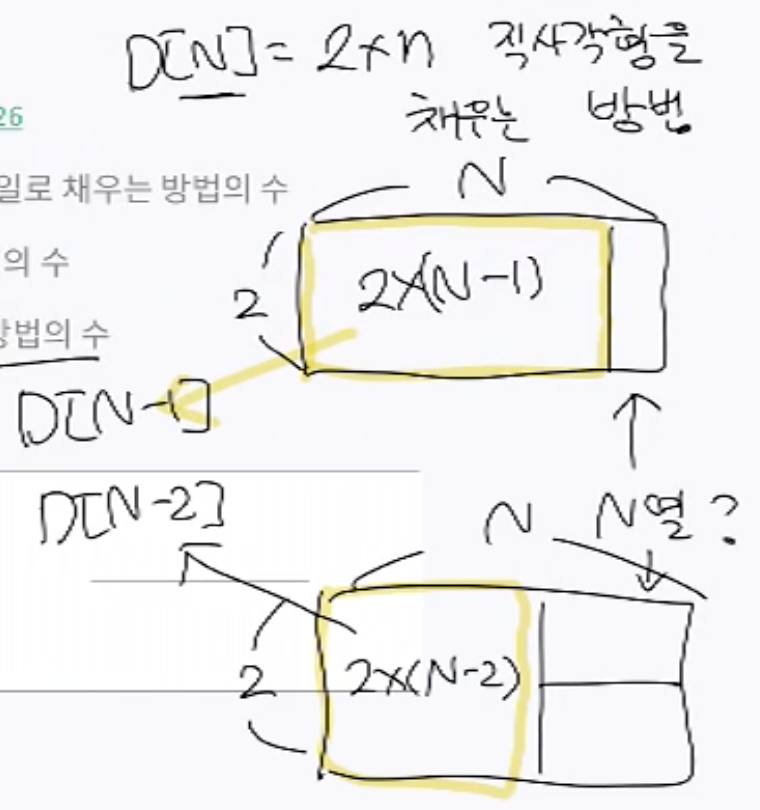 D[N] = 2×n 직사각형을
채우는 방법
26
일로 채우는 방법의 수
N
의 수
2×(N-1)
2
방법의 수
D[N-1]
D[N-2]
N
N열?
2
2×(N-2)